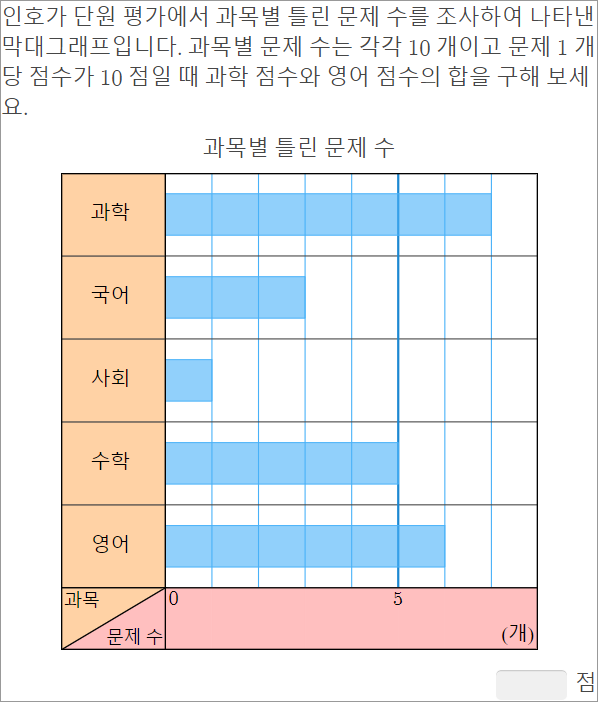 인호가 단원 평가에서 과목별 틀린 문제 수를 조사하여 나타낸
막대그래프입니다. 과목별 문제 수는 각각 10 개이고 문제 1 개
당 점수가 10 점일 때 과학 점수와 영어 점수의 합을 구해 보세
요.
과목별 틀린 문제 수
과학
국어
사회
수학
영어
과목
문제 수
0
5
(개)
점